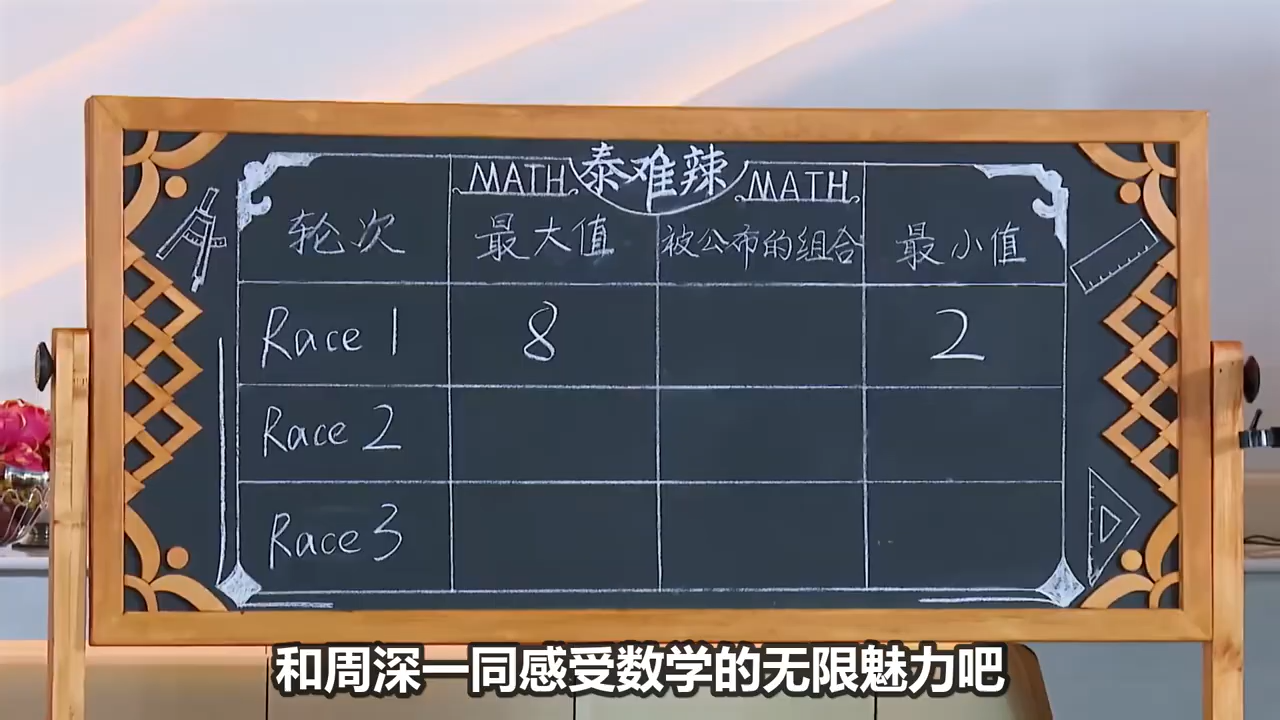 MATH 泰难辣 MATH
轮次 最大值 被公布的组合 最小值
Race 1 8 2
Race 2
Race 3
和周深一同感受数学的无限魅力吧